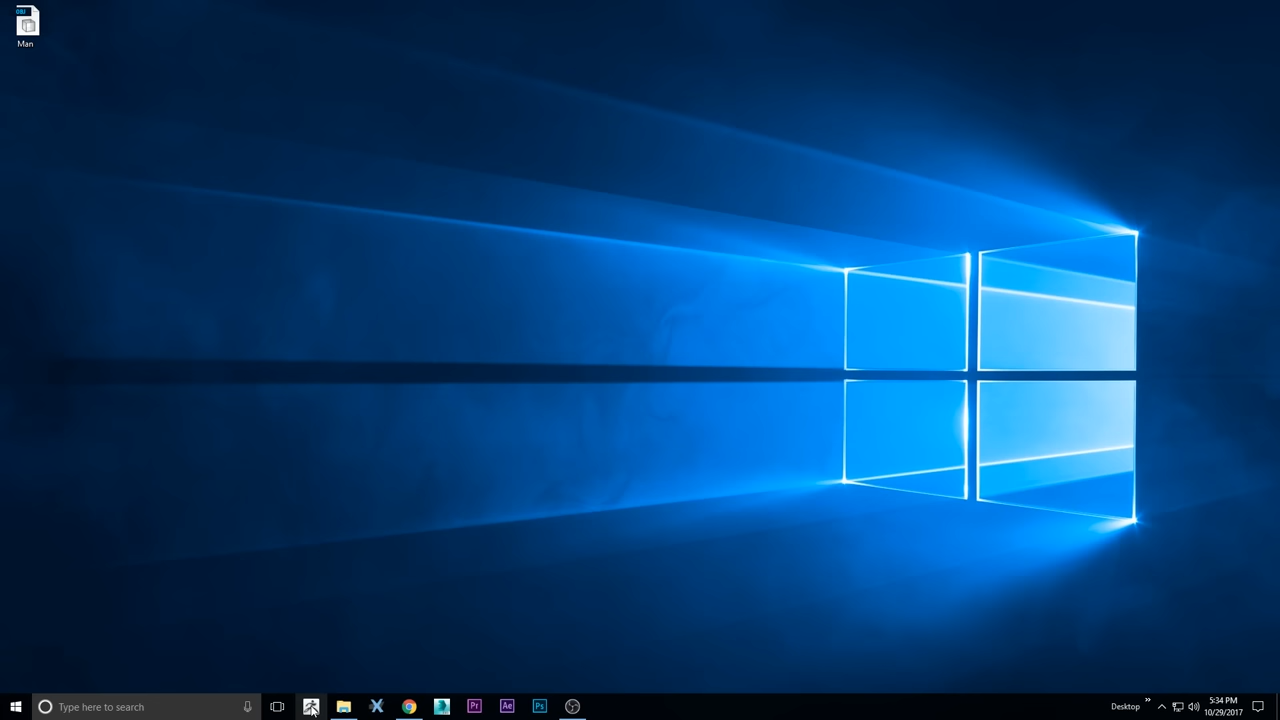 OBJ
Man
Type here to search
Pr
Ae
Ps
Desktop
»
5:34 PM
10/29/2017